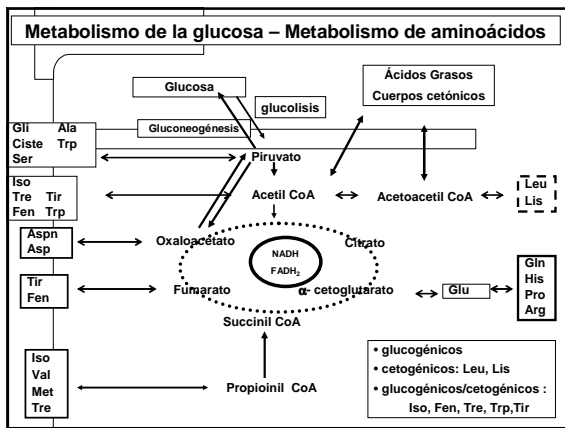 Metabolismo de la glucosa – Metabolismo de aminoácidos
Glucosa
glucolisis
Ácidos Grasos
Cuerpos cetónicos
Gluconeogénesis
Gli Ala
Ciste Trp
Ser
Piruvato
Iso
Tre Tir
Fen Trp
Acetil CoA
Acetoacetil CoA
Leu
Lis
Aspn
Asp
Oxaloacetato
Citrato
NADH
FADH₂
Tir
Fen
Fumarato
α- cetoglutarato
Glu
Gln
His
Pro
Arg
Succinil CoA
Iso
Val
Met
Tre
Propioinil CoA
• glucogénicos
• cetogénicos: Leu, Lis
• glucogénicos/cetogénicos :
Iso, Fen, Tre, Trp,Tir